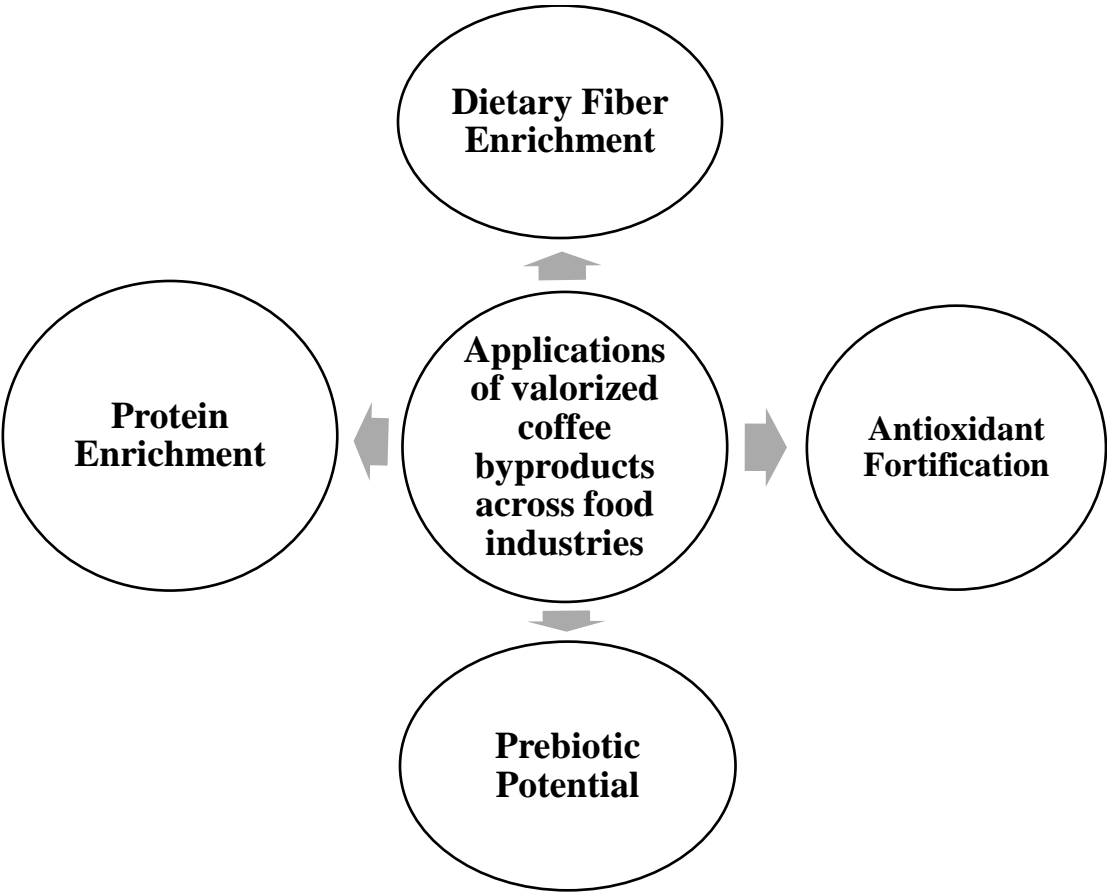 Dietary Fiber
Enrichment
Protein
Enrichment
Applications
of valorized
coffee
byproducts
across food
industries
Antioxidant
Fortification
Prebiotic
Potential